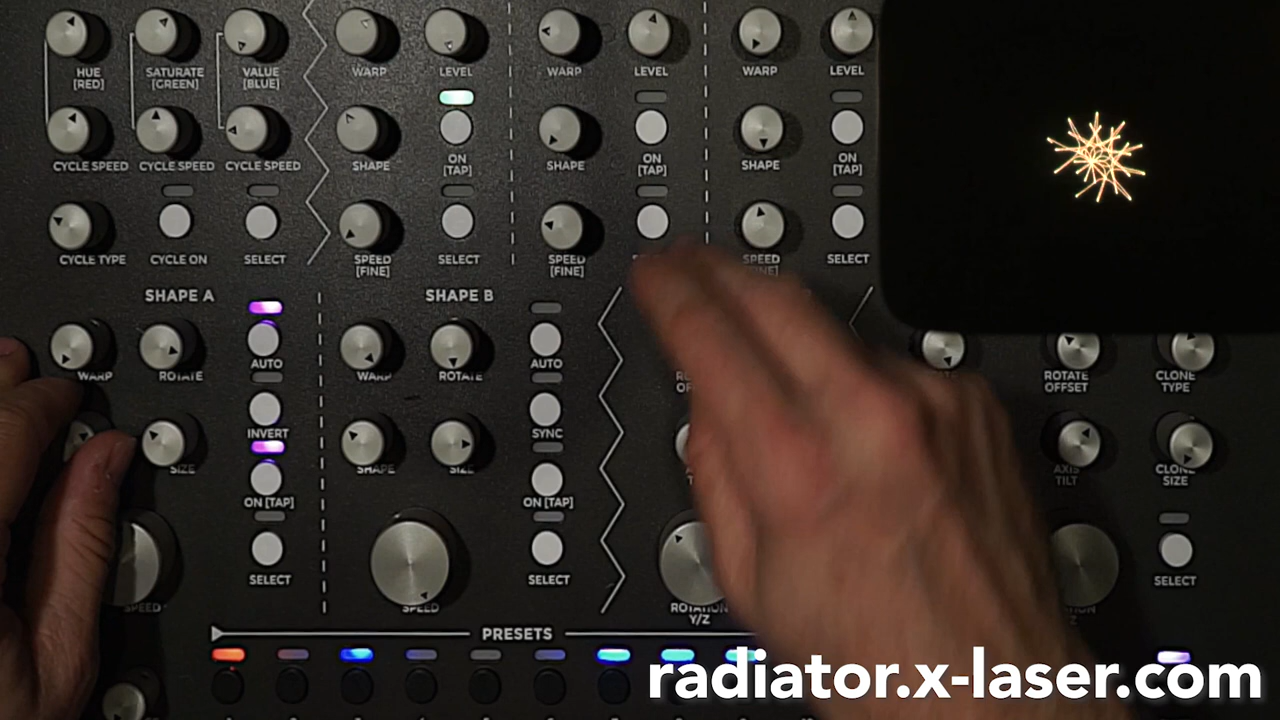 WARP LEVEL WARP LEVEL WARP LEVEL
HUE [RED] SATURATE [GREEN] VALUE [BLUE]
CYCLE SPEED CYCLE SPEED CYCLE SPEED
SHAPE ON [TAP] SHAPE ON [TAP] SHAPE ON [TAP]
CYCLE TYPE CYCLE ON SELECT
SPEED [FINE] SELECT SPEED [FINE] SPEED SELECT
SHAPE A SHAPE B
WARP ROTATE AUTO WARP ROTATE AUTO
ROTATE OFFSET CLONE TYPE
INVERT SYNC
SIZE SHAPE SIZE
AXIS TILT CLONE SIZE
ON [TAP] ON [TAP]
SELECT SELECT SELECT
SPEED SPEED ROTATION Y/Z
PRESETS
radiator.x-laser.com